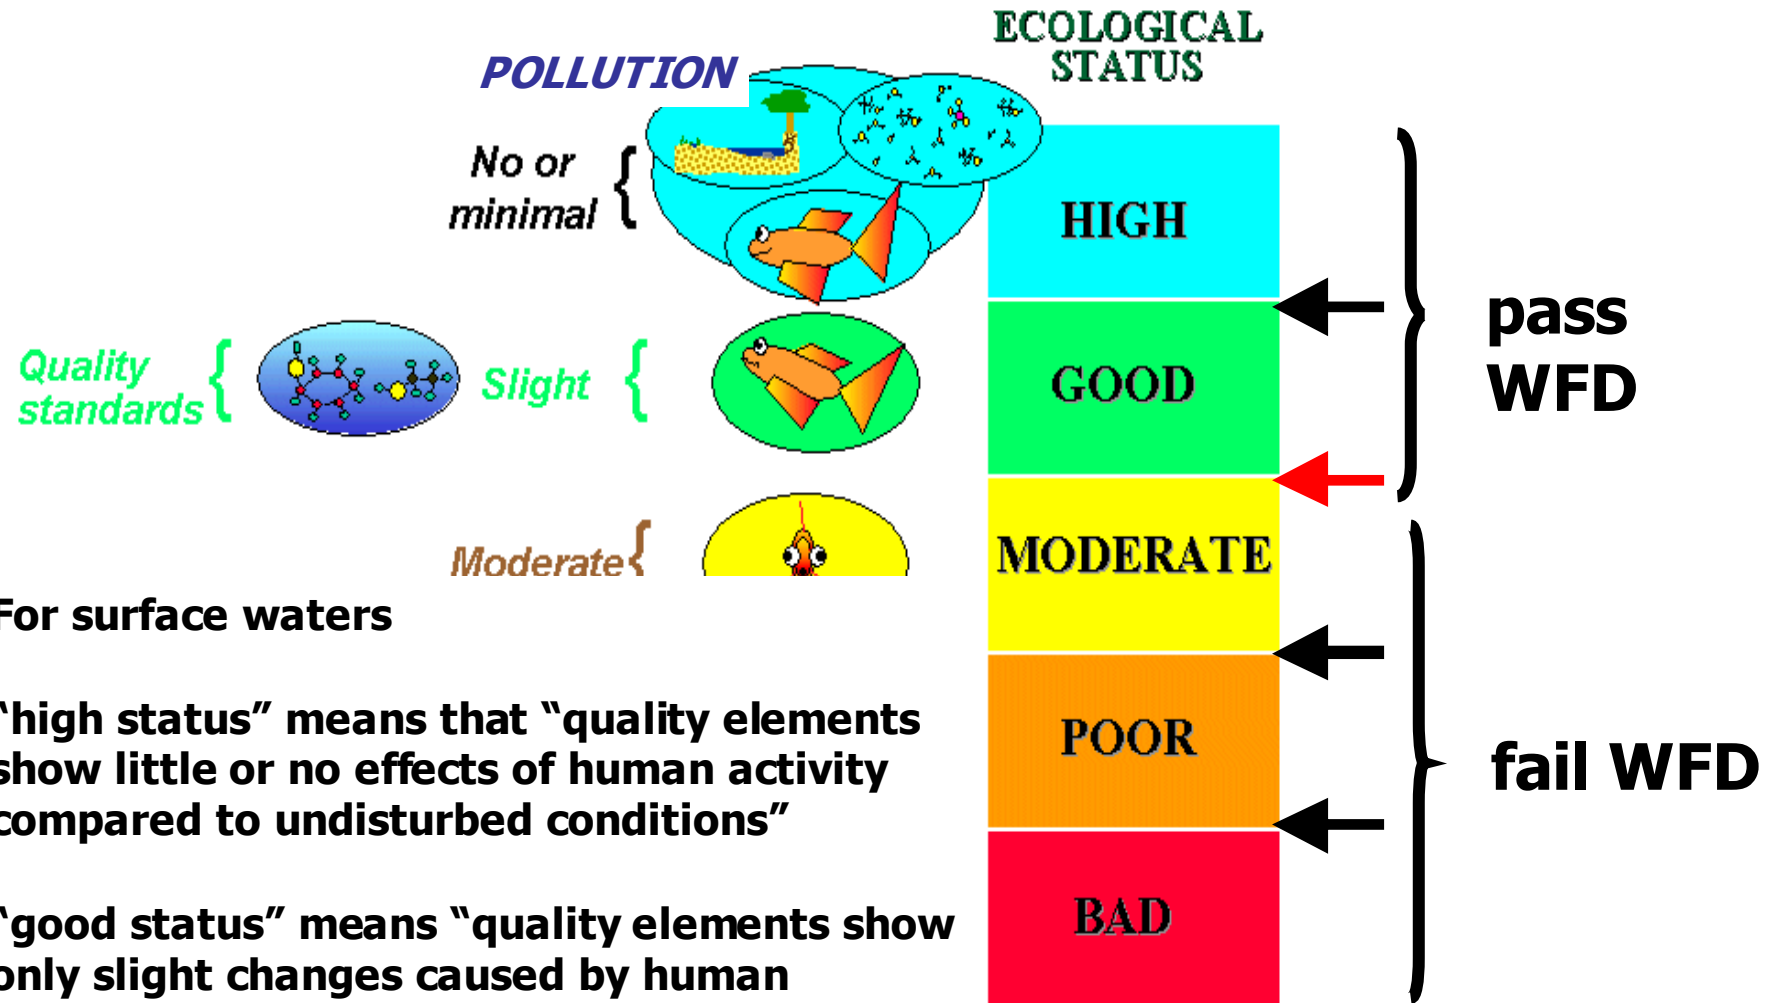 ECOLOGICAL
STATUS
POLLUTION
No or
minimal
HIGH
pass
WFD
Quality
standards
Slight
GOOD
Moderate
MODERATE
For surface waters
“high status” means that “quality elements
show little or no effects of human activity
compared to undisturbed conditions”
POOR
fail WFD
“good status” means “quality elements show
only slight changes caused by human
BAD